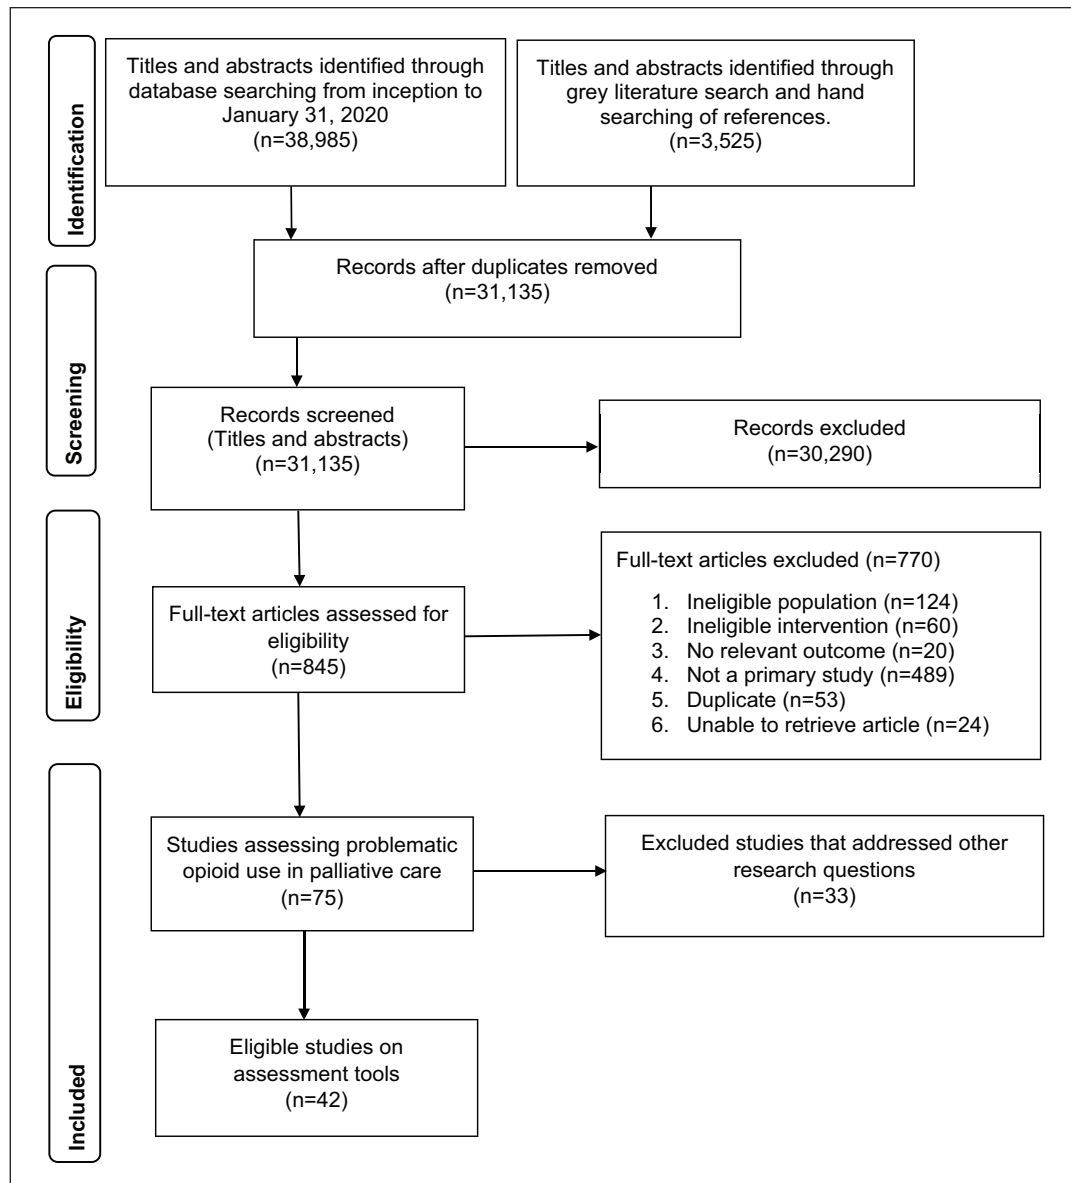 Identification
Titles and abstracts identified through
database searching from inception to
January 31, 2020
(n=38,985)
Titles and abstracts identified through
grey literature search and hand
searching of references.
(n=3,525)
Records after duplicates removed
(n=31,135)
Screening
Records screened
(Titles and abstracts)
(n=31,135)
Records excluded
(n=30,290)
Eligibility
Full-text articles assessed for
eligibility
(n=845)
Full-text articles excluded (n=770)
1. Ineligible population (n=124)
2. Ineligible intervention (n=60)
3. No relevant outcome (n=20)
4. Not a primary study (n=489)
5. Duplicate (n=53)
6. Unable to retrieve article (n=24)
Included
Studies assessing problematic
opioid use in palliative care
(n=75)
Excluded studies that addressed other
research questions
(n=33)
Eligible studies on
assessment tools
(n=42)